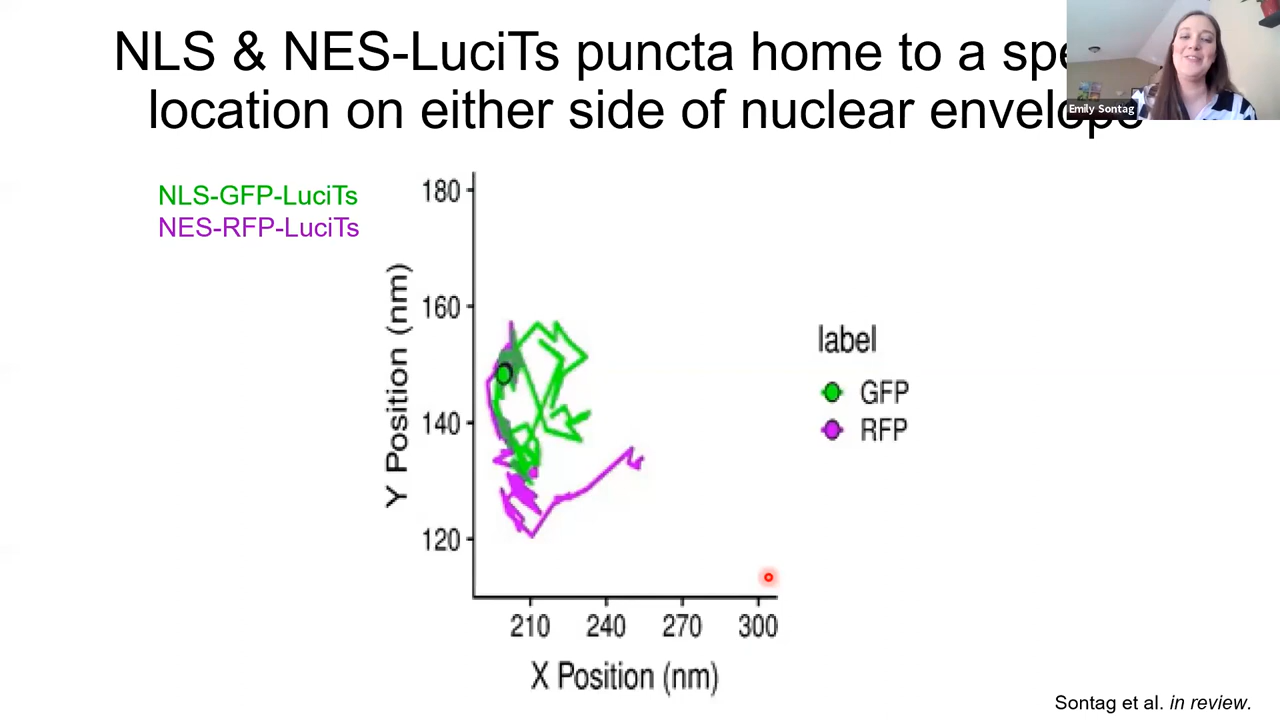 NLS & NES-LuciTs puncta home to a
location on either side of nuclear envelope
Emily Sontag
NLS-GFP-LuciTs
NES-RFP-LuciTs
180
160
140
120
Y Position (nm)
210 240 270 300
X Position (nm)
label
GFP
RFP
Sontag et al. in review.